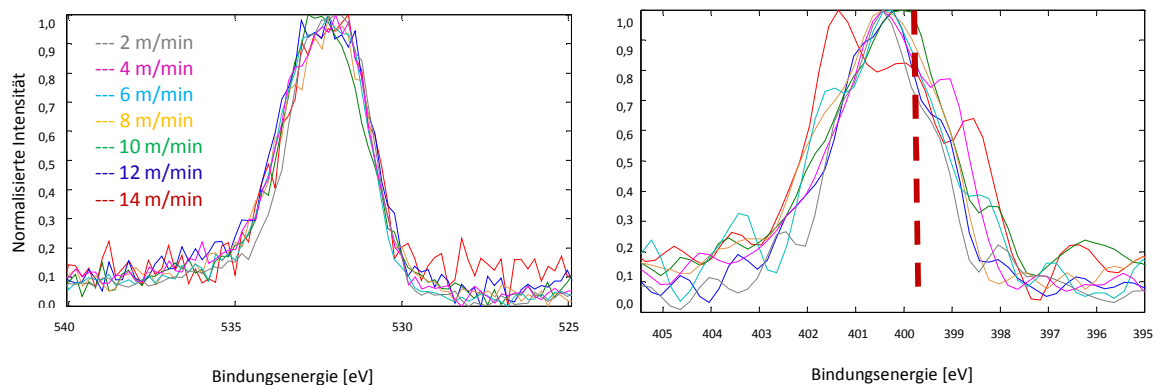 1,0
0,9
0,8
0,7
0,6
0,5
0,4
0,3
0,2
0,1
0,0
Normalisierte Intensität
--- 2 m/min
--- 4 m/min
--- 6 m/min
--- 8 m/min
--- 10 m/min
--- 12 m/min
--- 14 m/min
540 535 530 525
Bindungsenergie [eV]
1,0
0,9
0,8
0,7
0,6
0,5
0,4
0,3
0,2
0,1
0,0
405 404 403 402 401 400 399 398 397 396 395
Bindungsenergie [eV]